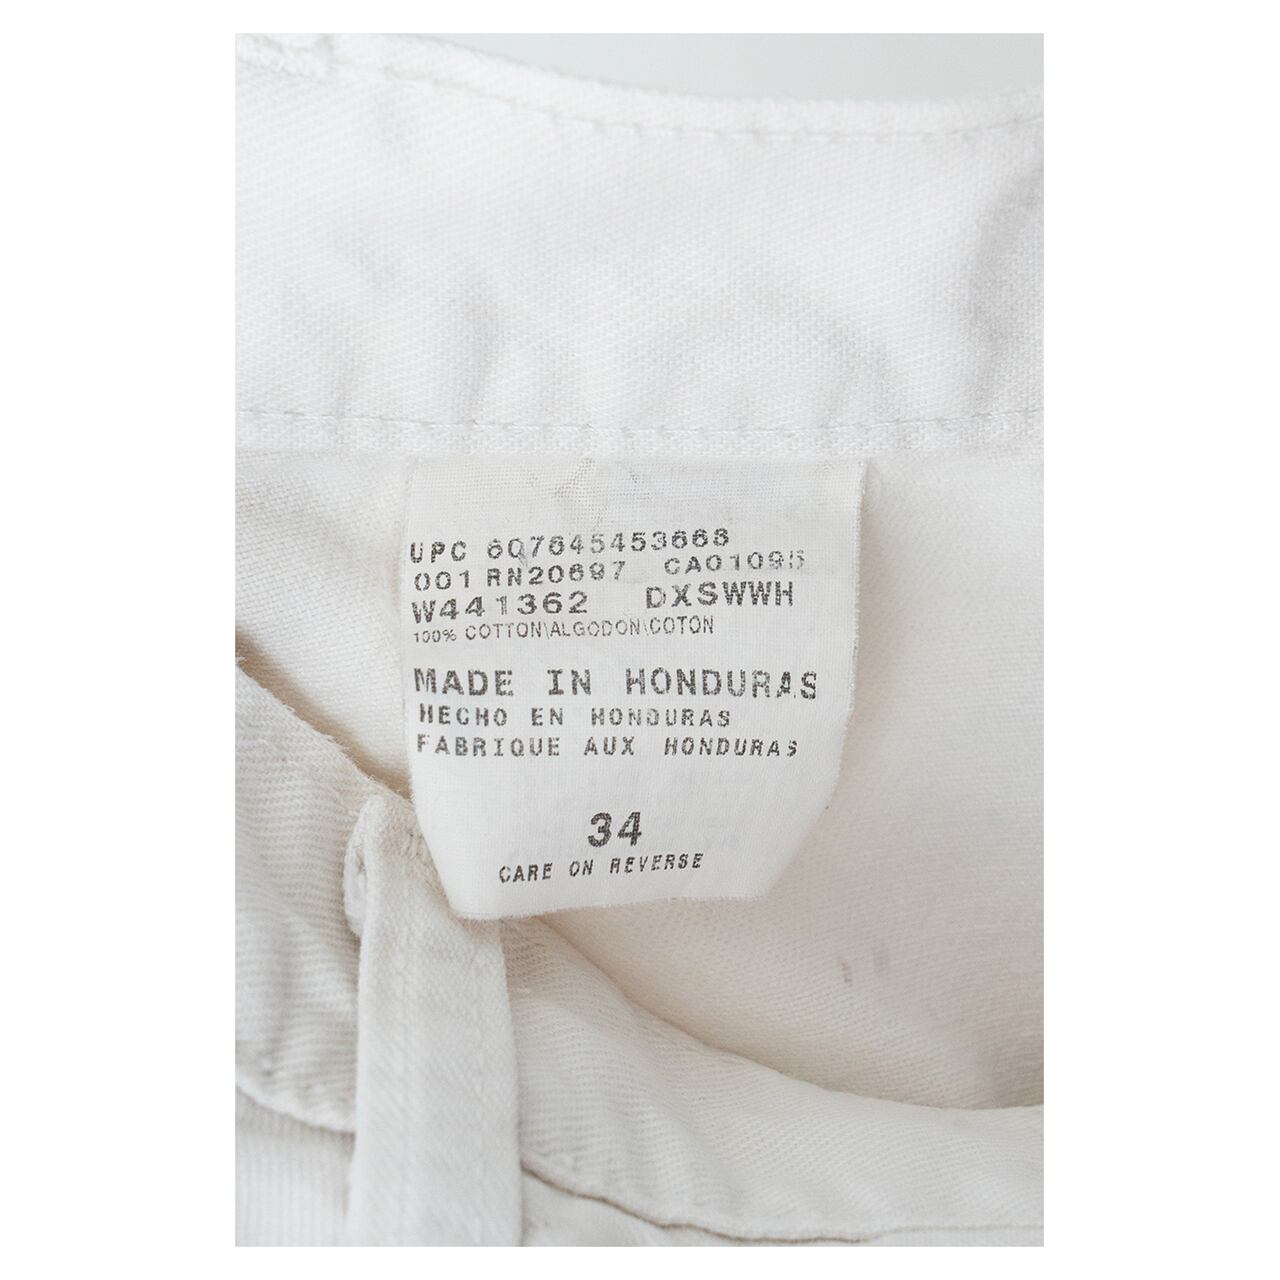 UPC 607645453668
001 RN20697 CA01095
W441362 DXSWWH
100% COTTON\ALGODON\COTON
MADE IN HONDURAS
HECHO EN HONDURAS
FABRIQUE AUX HONDURAS
34
CARE ON REVERSE